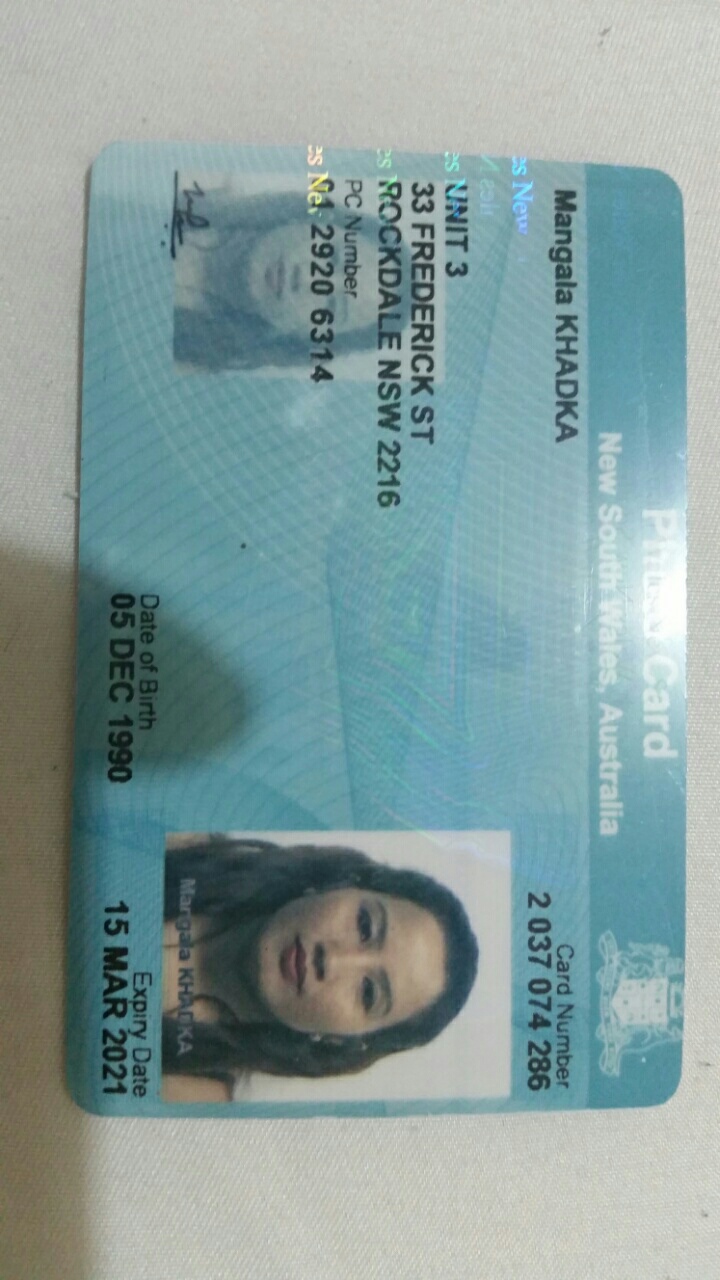 Photo Card
New South Wales, Australia
Mangala KHADKA
Card Number
2 037 074 286
UNIT 3
33 FREDERICK ST
ROCKDALE NSW 2216
PC Number
01 2920 6314
Mangala KHADKA
Date of Birth
05 DEC 1990
Expiry Date
15 MAR 2021